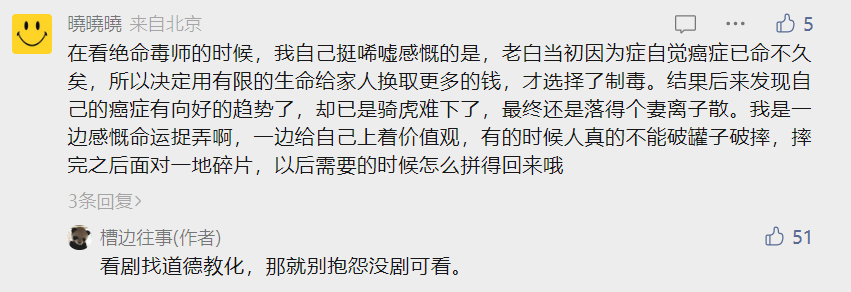 曉曉曉 来自北京
5
在看绝命毒师的时候，我自己挺唏嘘感慨的是，老白当初因为症自觉癌症已命不久
矣，所以决定用有限的生命给家人换取更多的钱，才选择了制毒。结果后来发现自
己的癌症有向好的趋势了，却已是骑虎难下了，最终还是落得个妻离子散。我是一
边感慨命运捉弄啊，一边给自己上着价值观，有的时候人真的不能破罐子破摔，摔
完之后面对一地碎片，以后需要的时候怎么拼得回来哦
3条回复>
槽边往事(作者)
51
看剧找道德教化，那就别抱怨没剧可看。